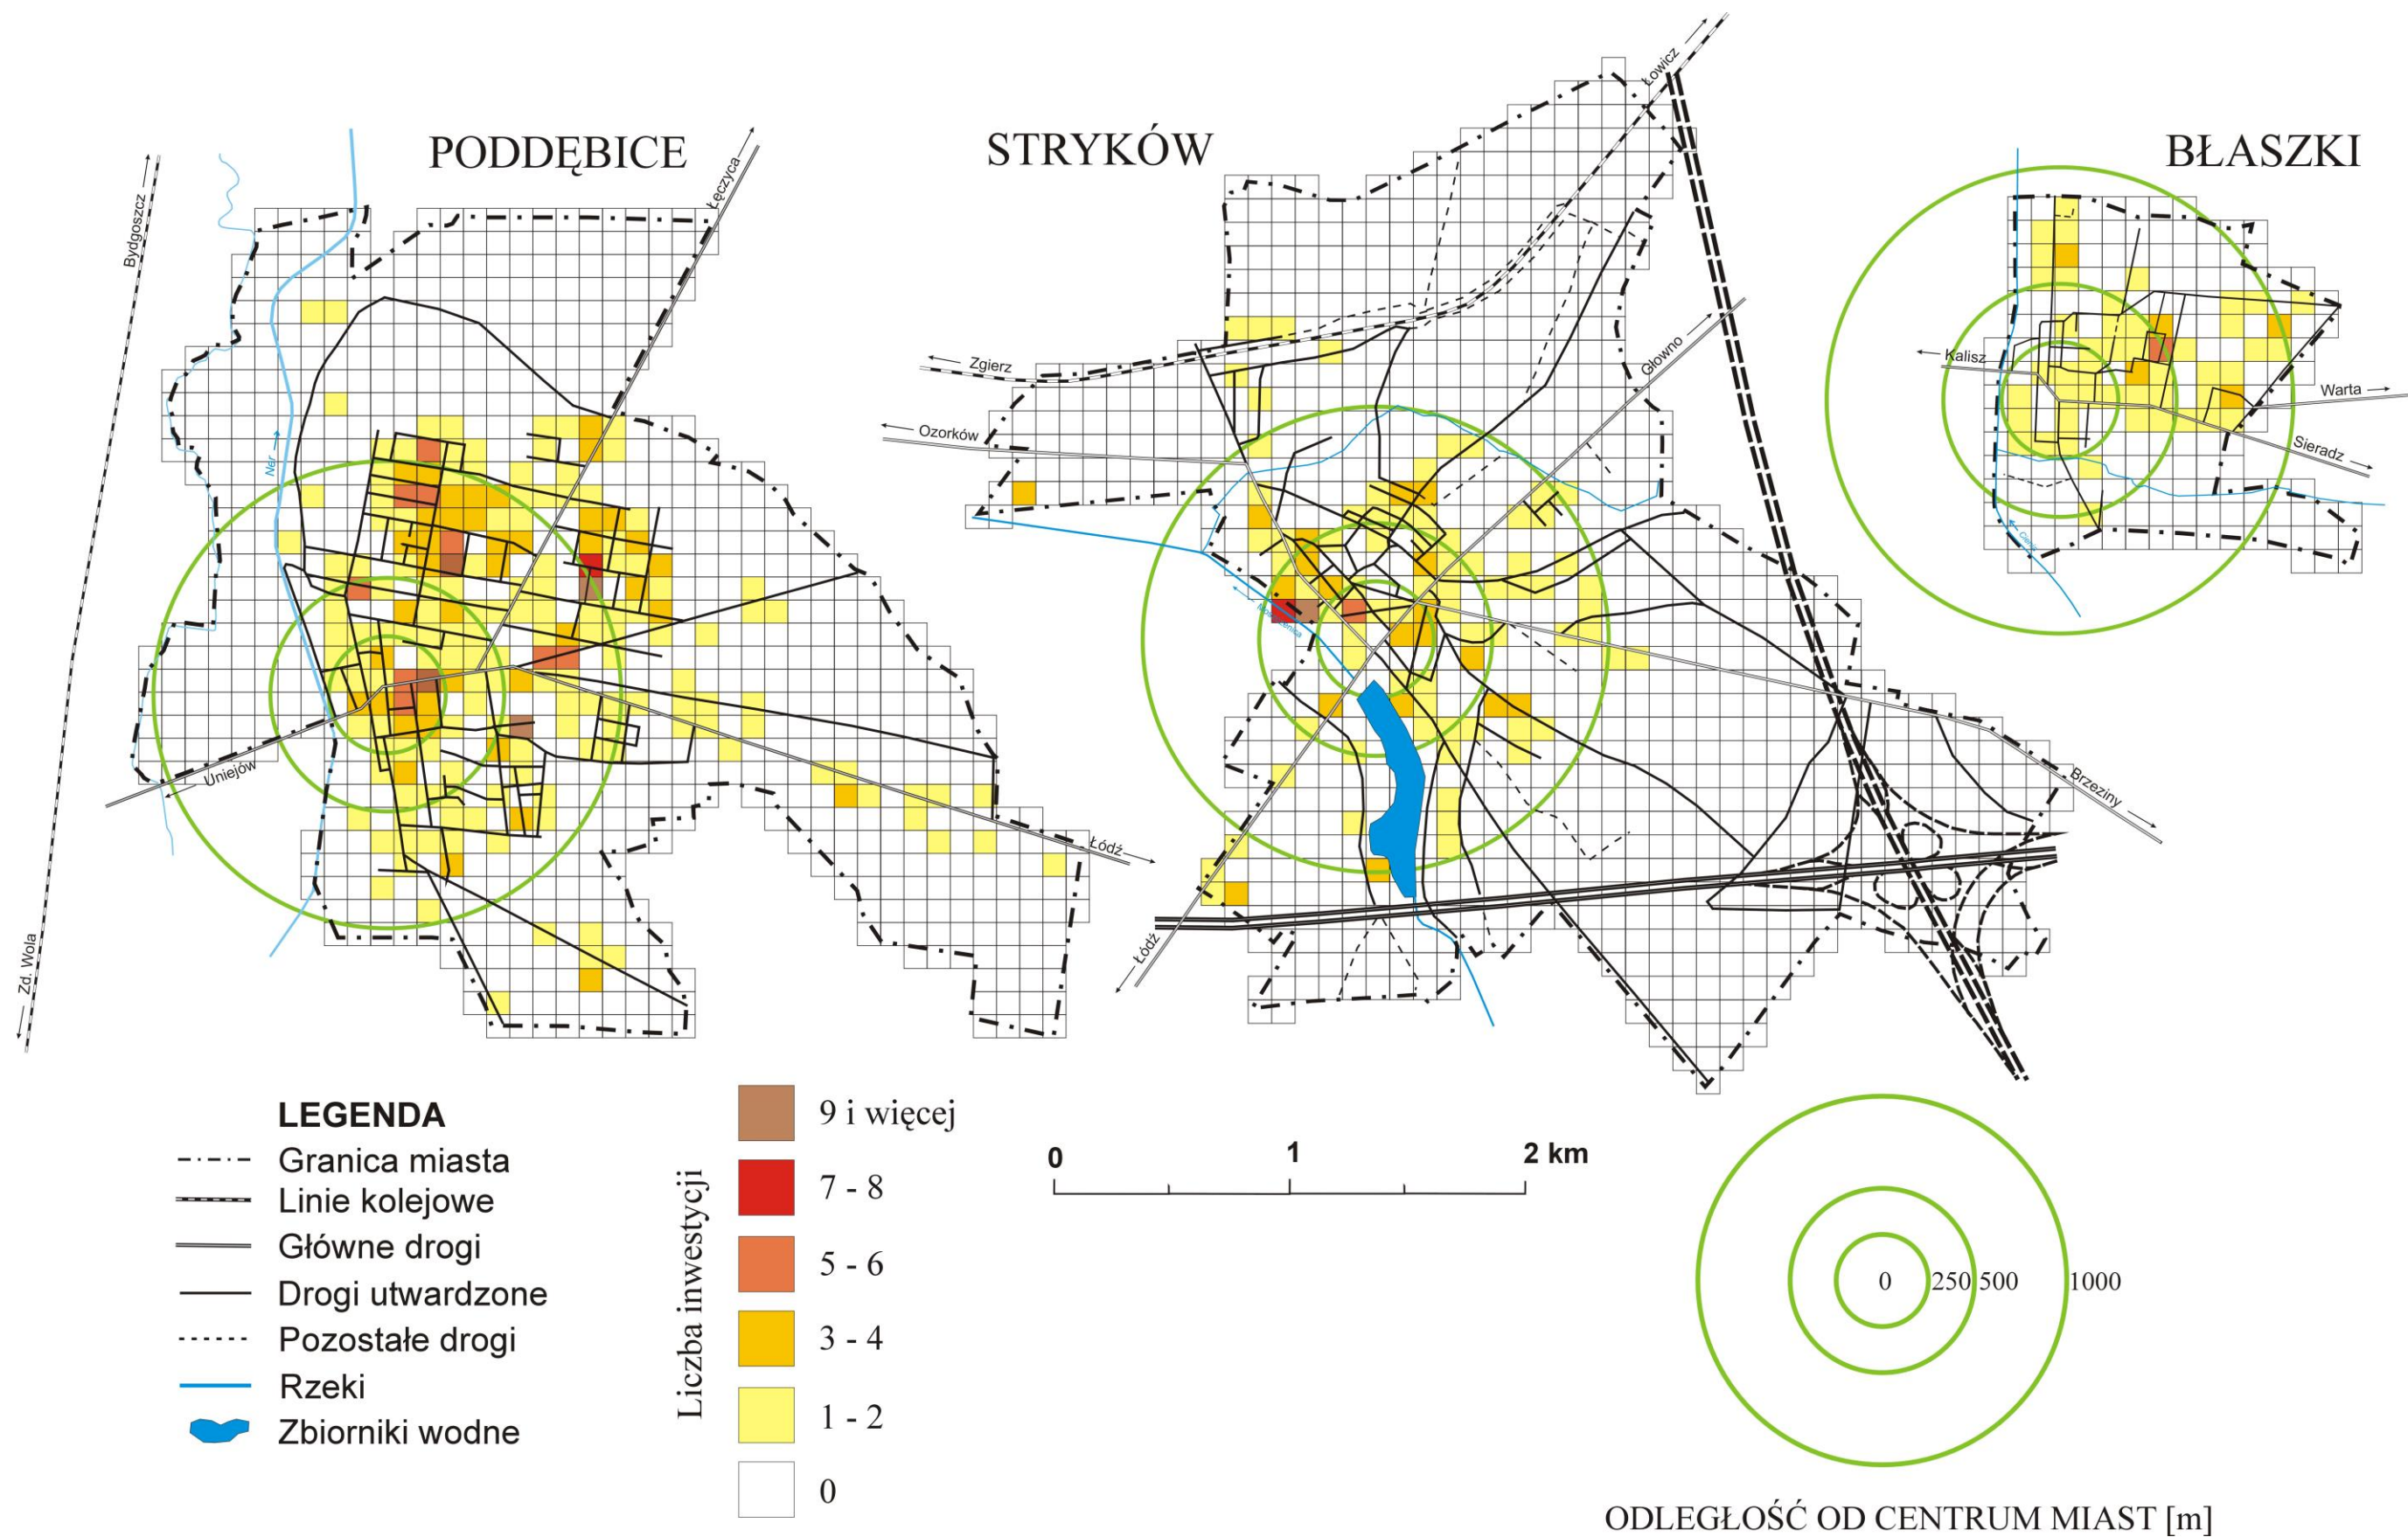 PODDĘBICE
STRYKÓW
BŁASZKI
Bydgoszcz
Łęczyca
Łowicz
Ner
Zgierz
Głowno
Ozorków
Kalisz
Warta
Sieradz
Uniejów
Łódź
Brzeziny
Zd. Wola
Łódź
LEGENDA
Granica miasta
Linie kolejowe
Główne drogi
Drogi utwardzone
Pozostałe drogi
Rzeki
Zbiorniki wodne
Liczba inwestycji
9 i więcej
7 - 8
5 - 6
3 - 4
1 - 2
0
0 1 2 km
0 250 500 1000
ODLEGŁOŚĆ OD CENTRUM MIAST [m]